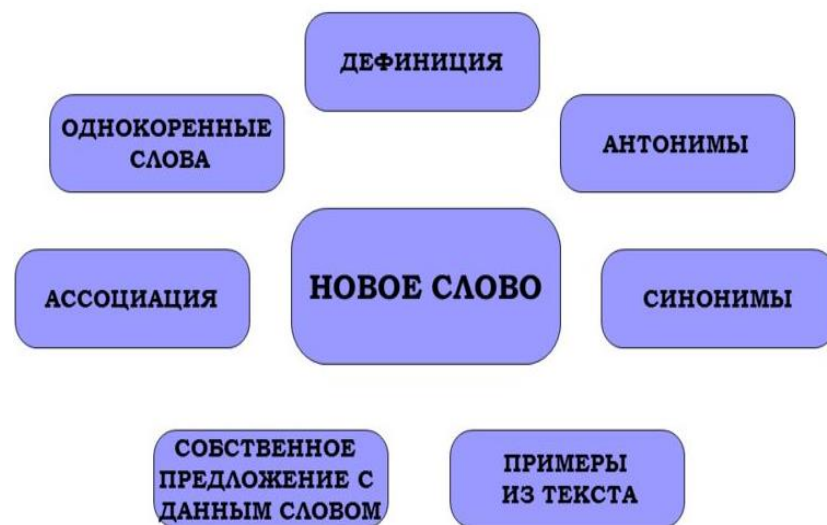 ДЕФИНИЦИЯ
ОДНОКОРЕННЫЕ
СЛОВА
АНТОНИМЫ
АССОЦИАЦИЯ
НОВОЕ СЛОВО
СИНОНИМЫ
СОБСТВЕННОЕ
ПРЕДЛОЖЕНИЕ С
ДАННЫМ СЛОВОМ
ПРИМЕРЫ
ИЗ ТЕКСТА